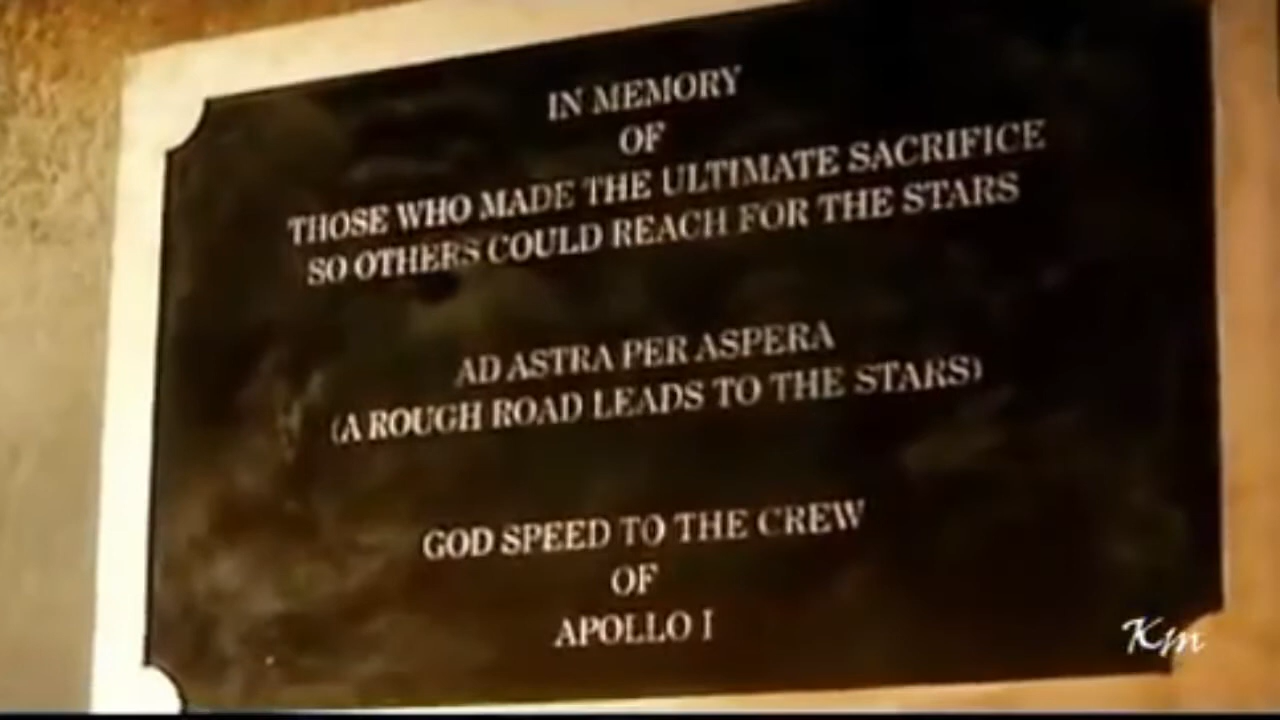 IN MEMORY
OF
THOSE WHO MADE THE ULTIMATE SACRIFICE
SO OTHERS COULD REACH FOR THE STARS
AD ASTRA PER ASPERA
(A ROUGH ROAD LEADS TO THE STARS)
GOD SPEED TO THE CREW
OF
APOLLO I
Km